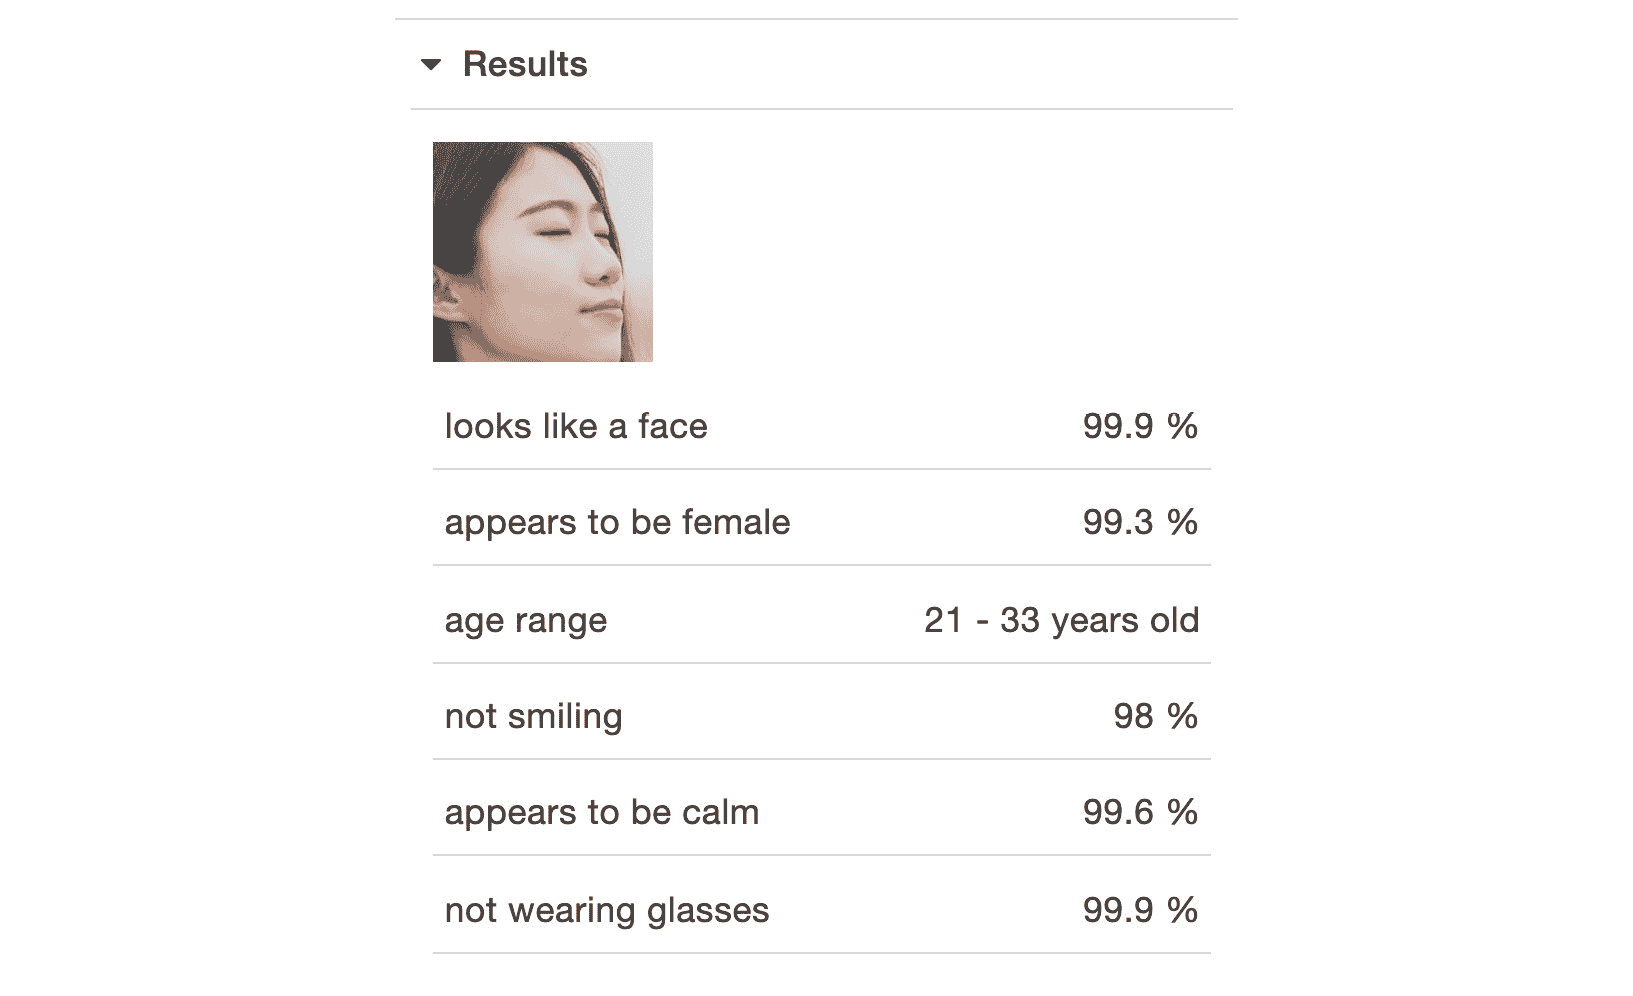 Results
looks like a face 99.9 %
appears to be female 99.3 %
age range 21 - 33 years old
not smiling 98 %
appears to be calm 99.6 %
not wearing glasses 99.9 %